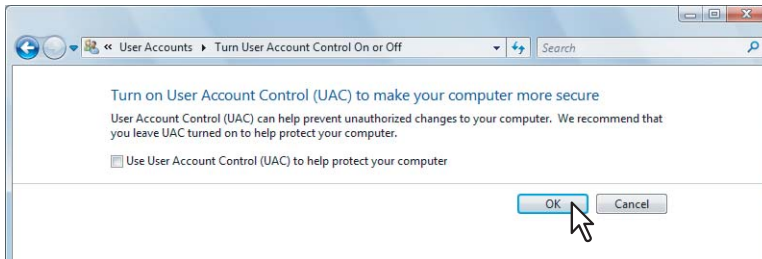 « User Accounts ▸ Turn User Account Control On or Off
Search
Turn on User Account Control (UAC) to make your computer more secure
User Account Control (UAC) can help prevent unauthorized changes to your computer. We recommend that
you leave UAC turned on to help protect your computer.
Use User Account Control (UAC) to help protect your computer
OK
Cancel